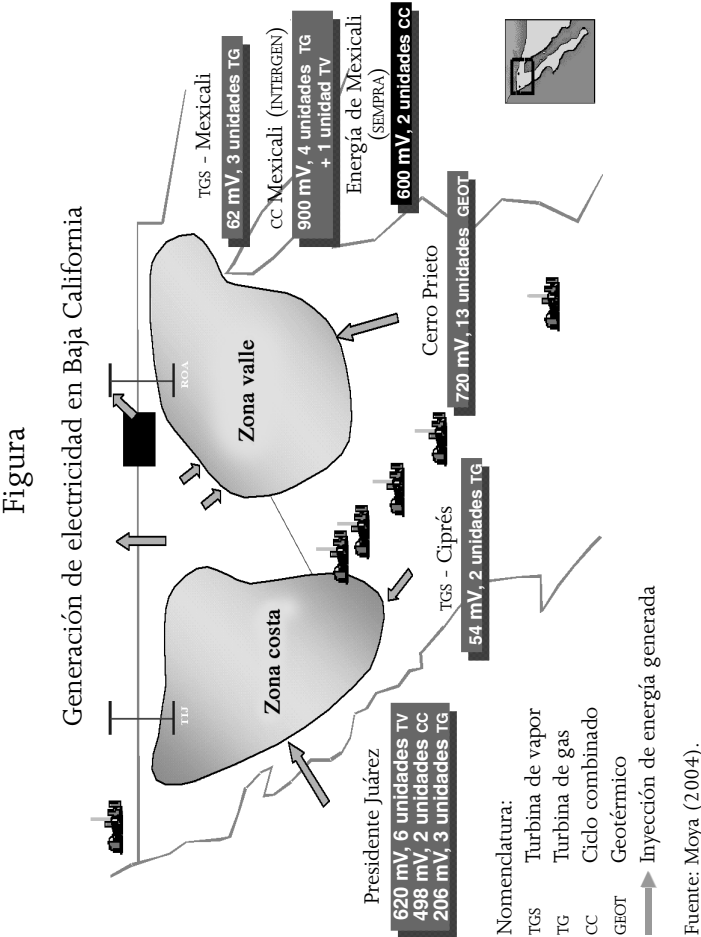 Figura
Generación de electricidad en Baja California
TGS - Mexicali
62 mV, 3 unidades TG
CC Mexicali (INTERGEN)
900 mV, 4 unidades TG
+ 1 unidad TV
Energía de Mexicali
(SEMPRA)
600 mV, 2 unidades CC
TIJ
ROA
Zona costa
Zona valle
Cerro Prieto
720 mV, 13 unidades GEOT
TGS - Ciprés
54 mV, 2 unidades TG
Presidente Juárez
620 mV, 6 unidades TV
498 mV, 2 unidades CC
206 mV, 3 unidades TG
Nomenclatura:
TGS Turbina de vapor
TG Turbina de gas
CC Ciclo combinado
GEOT Geotérmico
Inyección de energía generada
Fuente: Moya (2004).